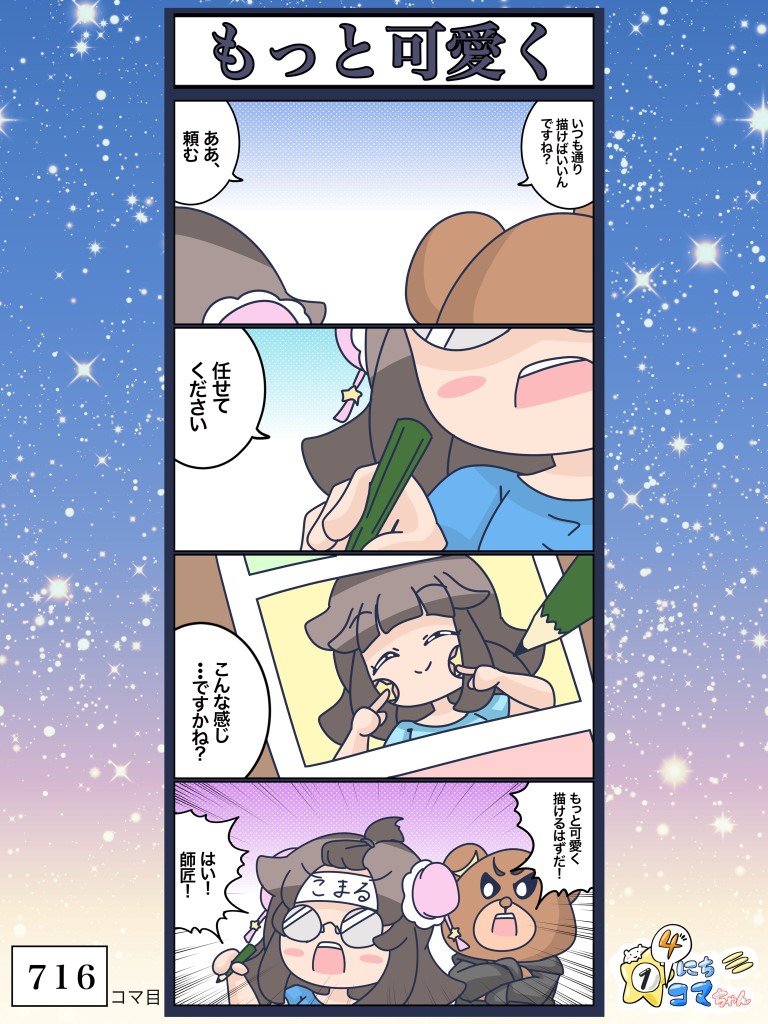 もっと可愛く
いつも通り
描けばいいん
ですね？
ああ、
頼む
任せて
ください
こんな感じ
…ですかね？
もっと可愛く
描けるはずだ！
こまる
はい！
師匠！
716
コマ目
1
4
にち
コマちゃん